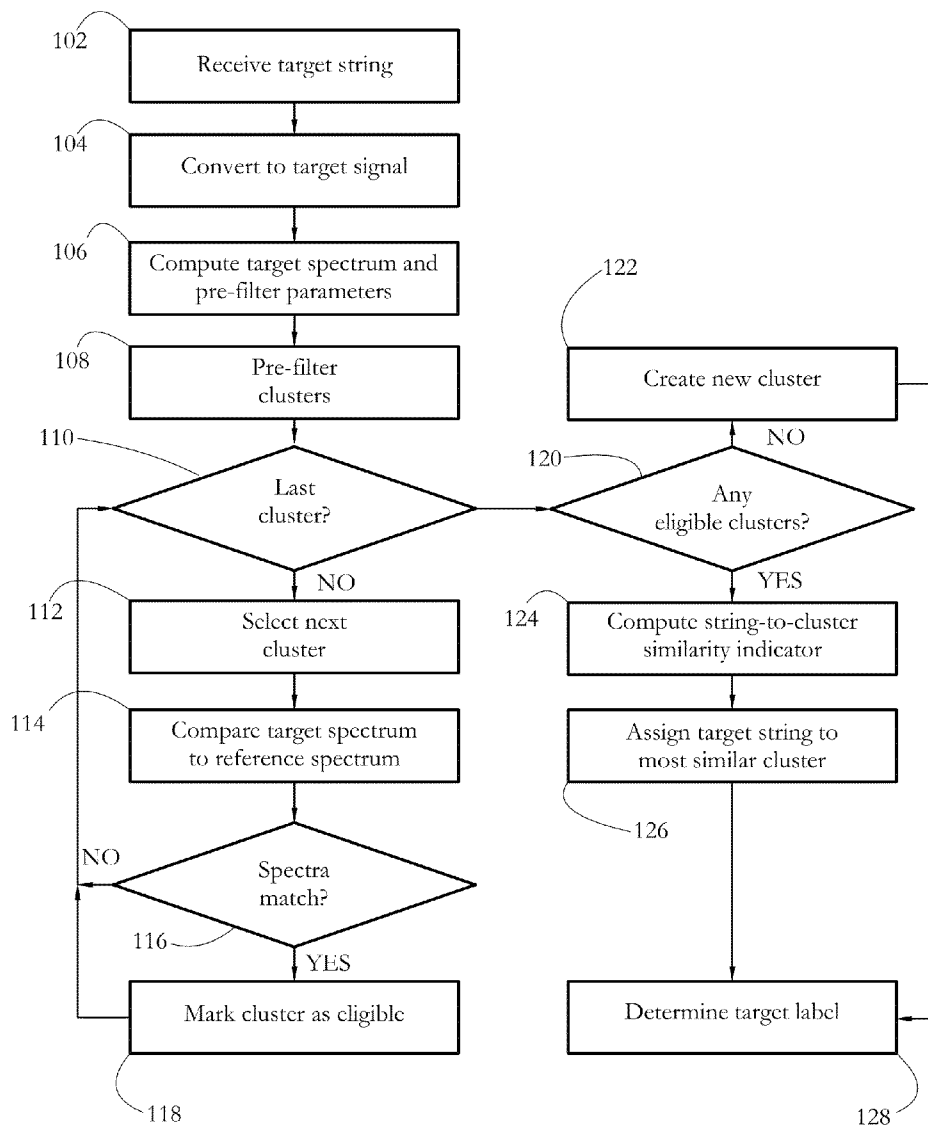 102
Receive target string
104
Convert to target signal
106
Compute target spectrum and
pre-filter parameters
108
Pre-filter
clusters
110
Last
cluster?
NO
112
Select next
cluster
114
Compare target spectrum
to reference spectrum
NO
Spectra
match?
116
YES
Mark cluster as eligible
118
122
Create new cluster
NO
120
Any
eligible clusters?
YES
124
Compute string-to-cluster
similarity indicator
Assign target string to
most similar cluster
126
Determine target label
128